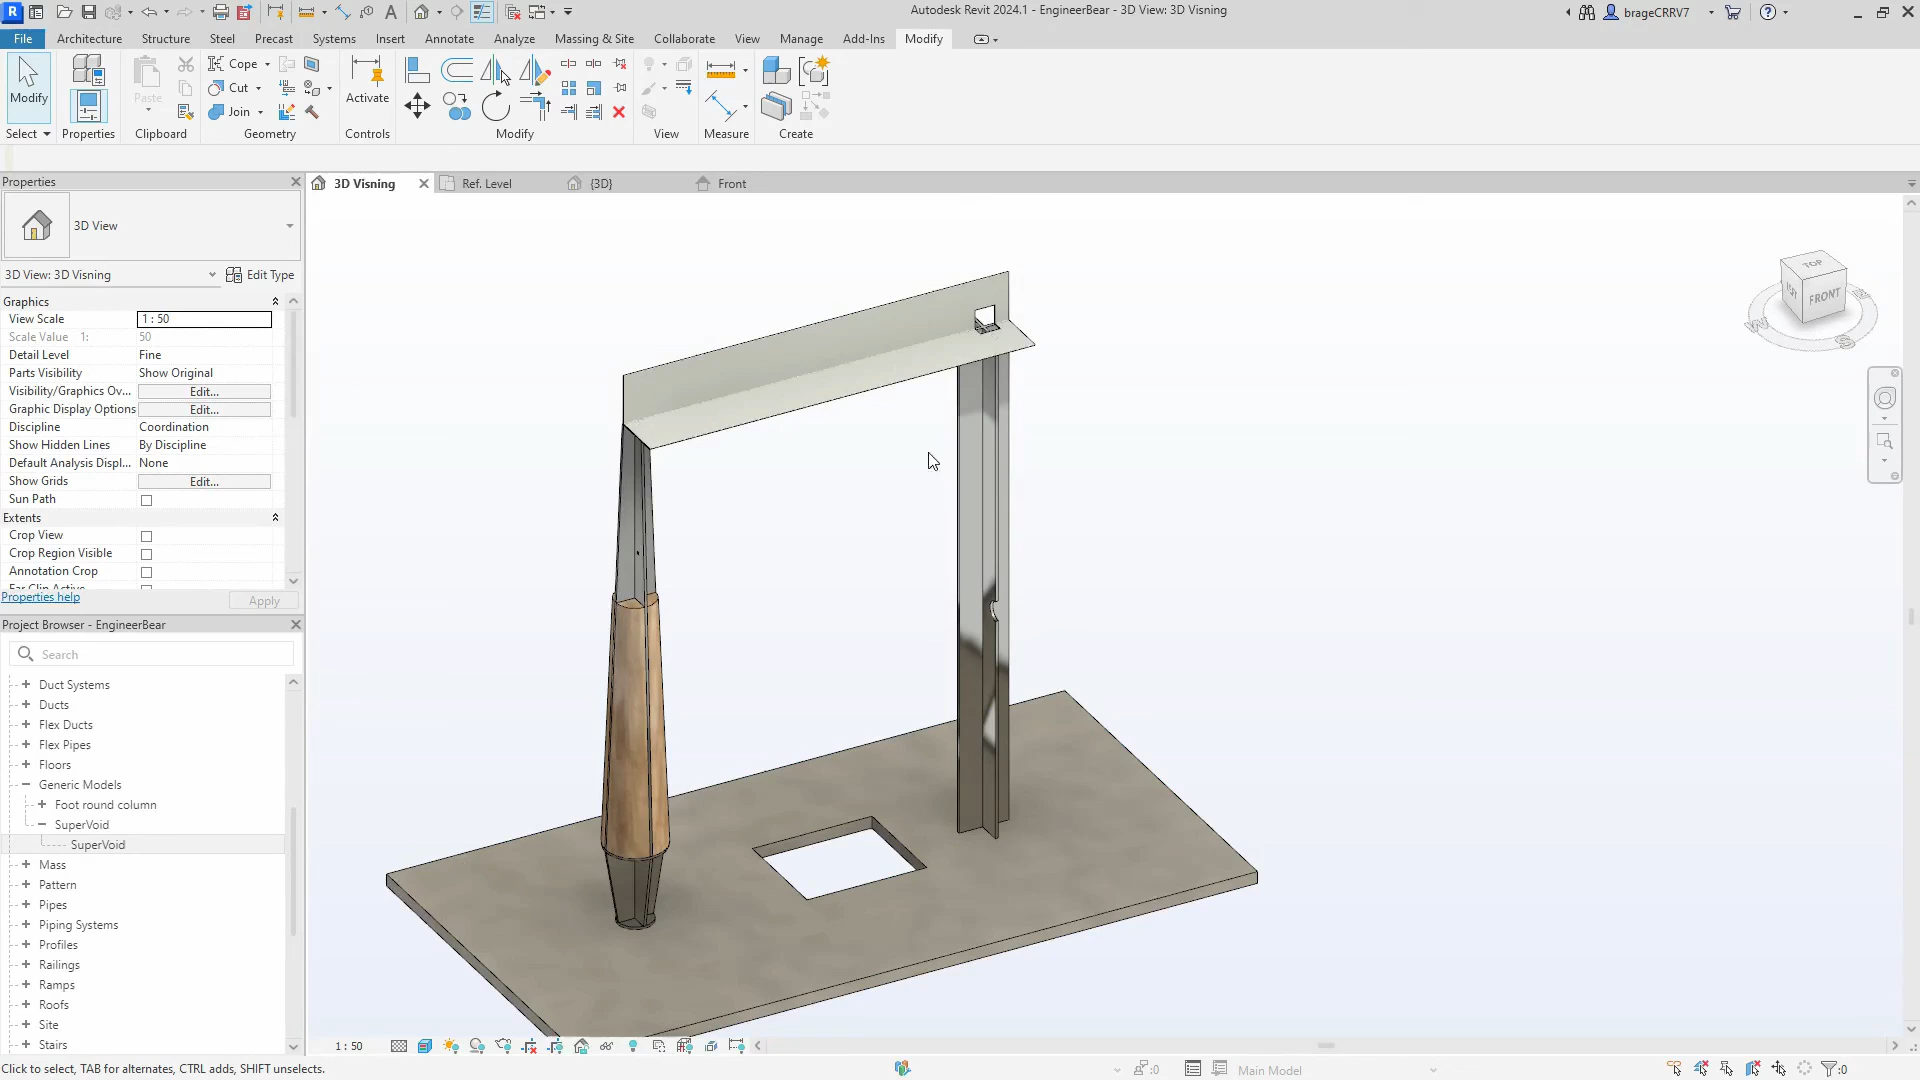 Autodesk Revit 2024.1 - EngineerBear - 3D View: 3D Visning
brageCRRV7
File Architecture Structure Steel Precast Systems Insert Annotate Analyze Massing & Site Collaborate View Manage Add-Ins Modify
Modify
Paste
Cope
Cut
Join
Activate
Select
Properties
Clipboard
Geometry
Controls
Modify
View
Measure
Create
Properties
3D Visning
Ref. Level
{3D}
Front
3D View
3D View: 3D Visning
Edit Type
Graphics
View Scale 1 : 50
Scale Value 1: 50
Detail Level Fine
Parts Visibility Show Original
Visibility/Graphics Ov... Edit...
Graphic Display Options Edit...
Discipline Coordination
Show Hidden Lines By Discipline
Default Analysis Displ... None
Show Grids Edit...
Sun Path
Extents
Crop View
Crop Region Visible
Annotation Crop
Far Clip Active
Properties help
Apply
Project Browser - EngineerBear
Search
Duct Systems
Ducts
Flex Ducts
Flex Pipes
Floors
Generic Models
Foot round column
SuperVoid
SuperVoid
Mass
Pattern
Pipes
Piping Systems
Profiles
Railings
Ramps
Roofs
Site
Stairs
TOP
FRONT
W
S
1 : 50
Click to select, TAB for alternates, CTRL adds, SHIFT unselects.
:0
Main Model
:0